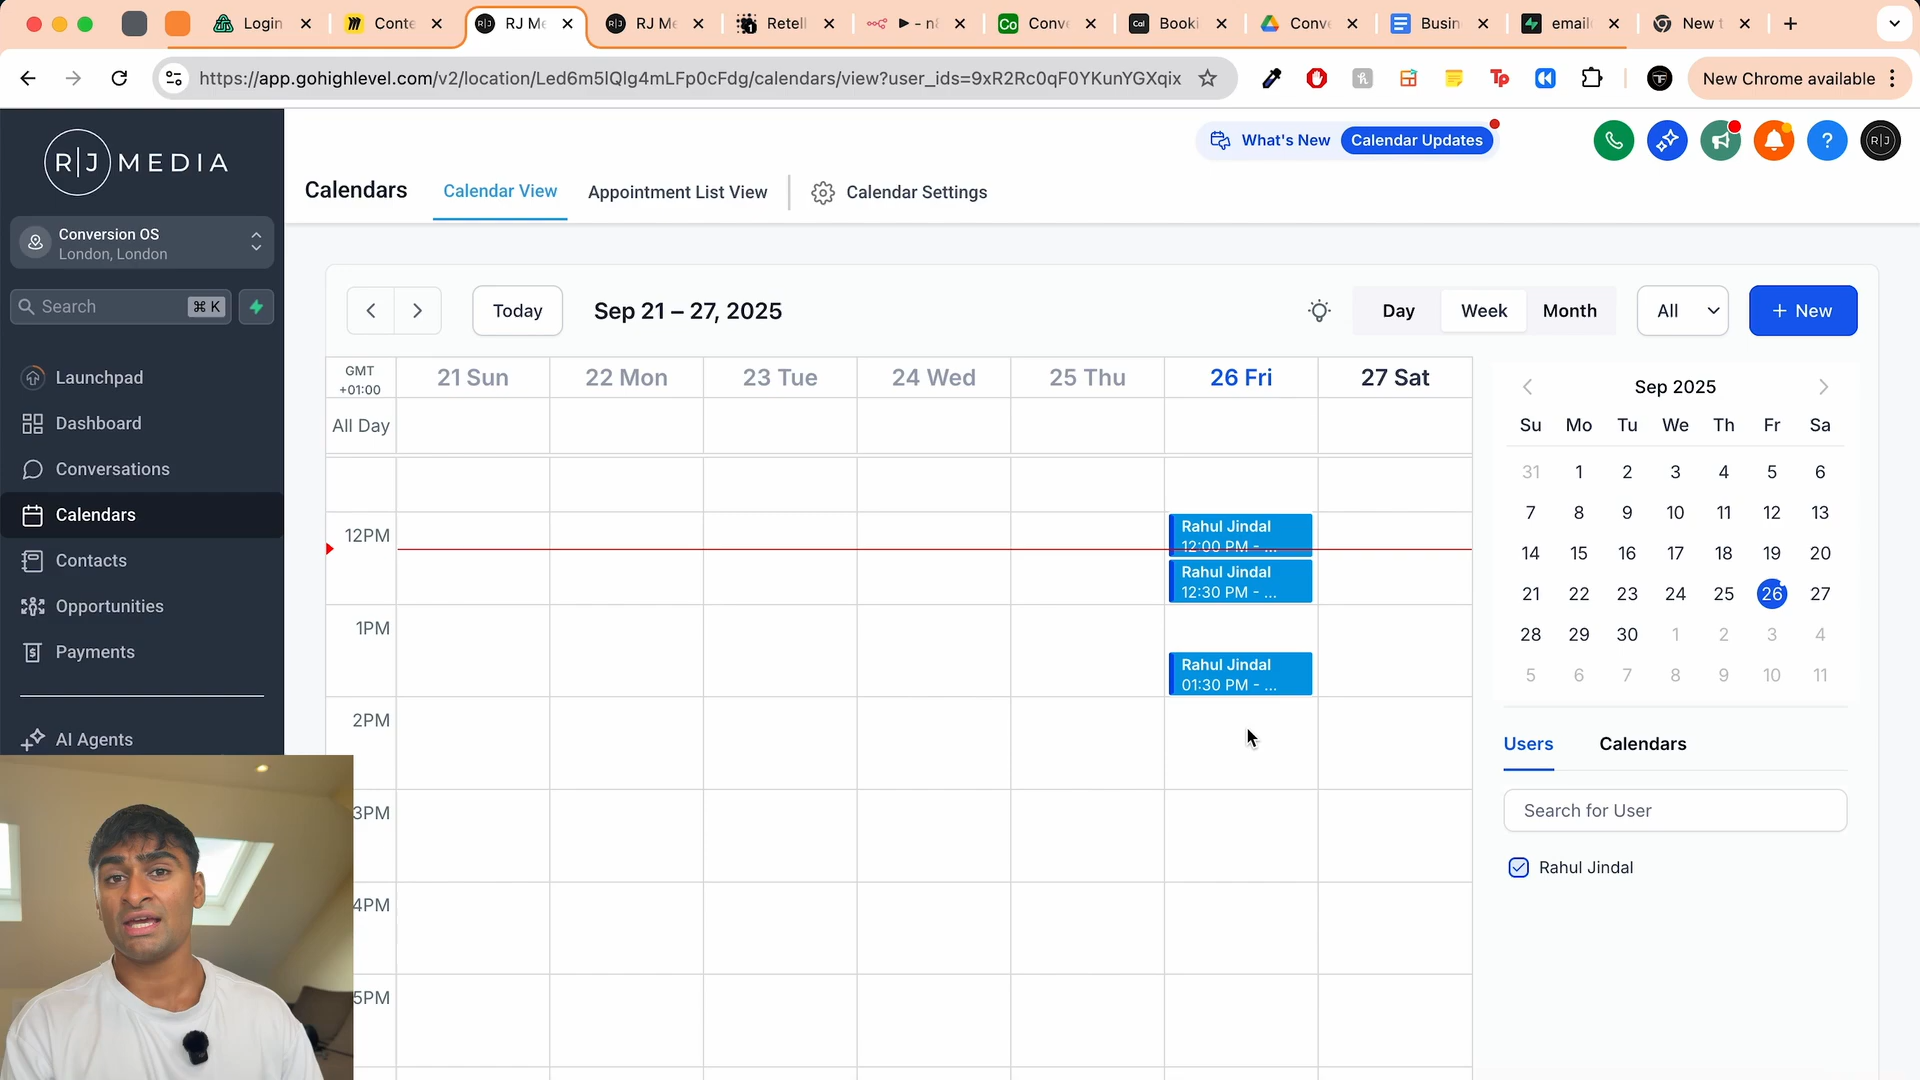 Login
Conte
RJ Me
RJ Me
Retell
- n8
Conve
Booki
Conv
Busin
email
New t
https://app.gohighlevel.com/v2/location/Led6m5lQlg4mLFp0cFdg/calendars/view?user_ids=9xR2Rc0qF0YKunYGXqix
New Chrome available
R|J MEDIA
What's New
Calendar Updates
Calendars
Calendar View
Appointment List View
Calendar Settings
Conversion OS
London, London
Search
⌘ K
Launchpad
Dashboard
Conversations
Calendars
Contacts
Opportunities
Payments
AI Agents
Today
Sep 21 – 27, 2025
Day
Week
Month
All
+ New
GMT
+01:00
21 Sun
22 Mon
23 Tue
24 Wed
25 Thu
26 Fri
27 Sat
All Day
12PM
1PM
2PM
3PM
4PM
5PM
Rahul Jindal
12:00 PM - ...
Rahul Jindal
12:30 PM - ...
Rahul Jindal
01:30 PM - ...
Sep 2025
Su Mo Tu We Th Fr Sa
31 1 2 3 4 5 6
7 8 9 10 11 12 13
14 15 16 17 18 19 20
21 22 23 24 25 26 27
28 29 30 1 2 3 4
5 6 7 8 9 10 11
Users
Calendars
Search for User
Rahul Jindal